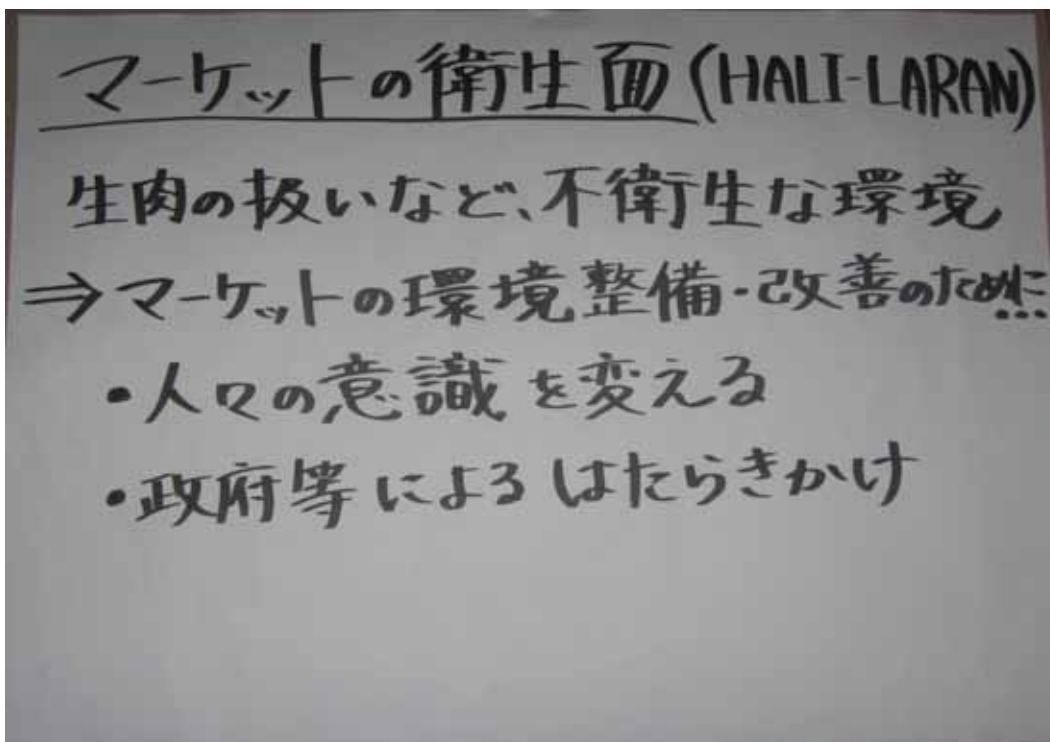 マーケットの衛生面(HALI-LARAN)
生肉の扱いなど、不衛生な環境
⇒マーケットの環境整備・改善のために…
・人々の意識を変える
・政府等によるはたらきかけ